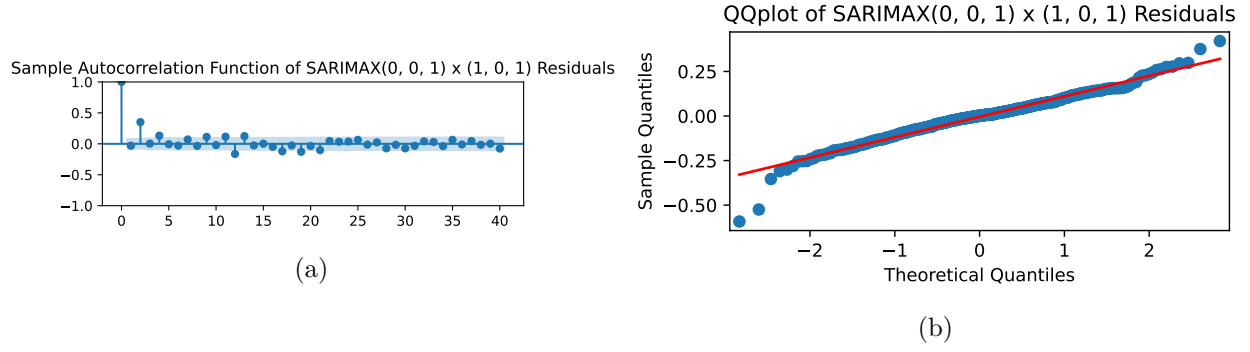 Sample Autocorrelation Function of SARIMAX(0, 0, 1) x (1, 0, 1) Residuals
1.0
0.5
0.0
−0.5
−1.0
0 5 10 15 20 25 30 35 40
(a)
QQplot of SARIMAX(0, 0, 1) x (1, 0, 1) Residuals
Sample Quantiles
0.25
0.00
−0.25
−0.50
−2 −1 0 1 2
Theoretical Quantiles
(b)